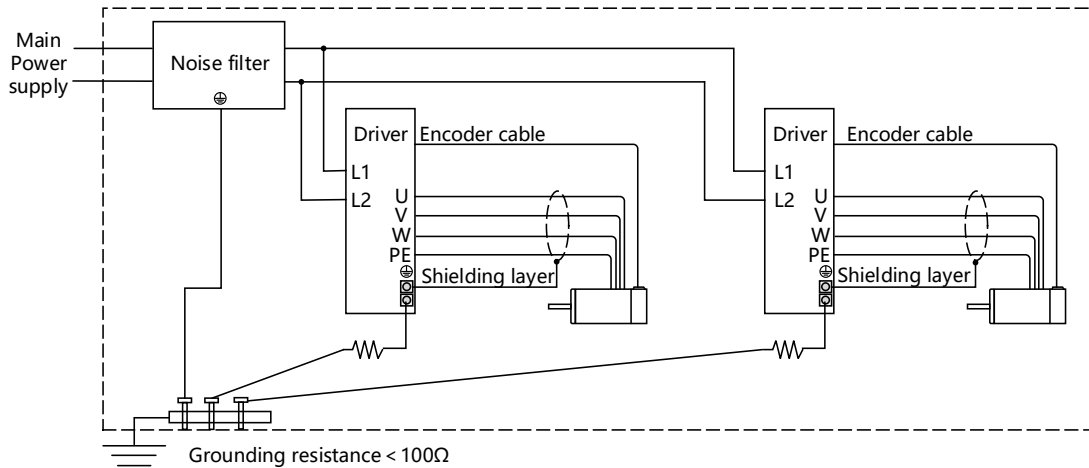 Main
Power
supply
Noise filter
Driver
Encoder cable
L1
L2
U
V
W
PE
Shielding layer
Driver
Encoder cable
L1
L2
U
V
W
PE
Shielding layer
Grounding resistance < 100Ω